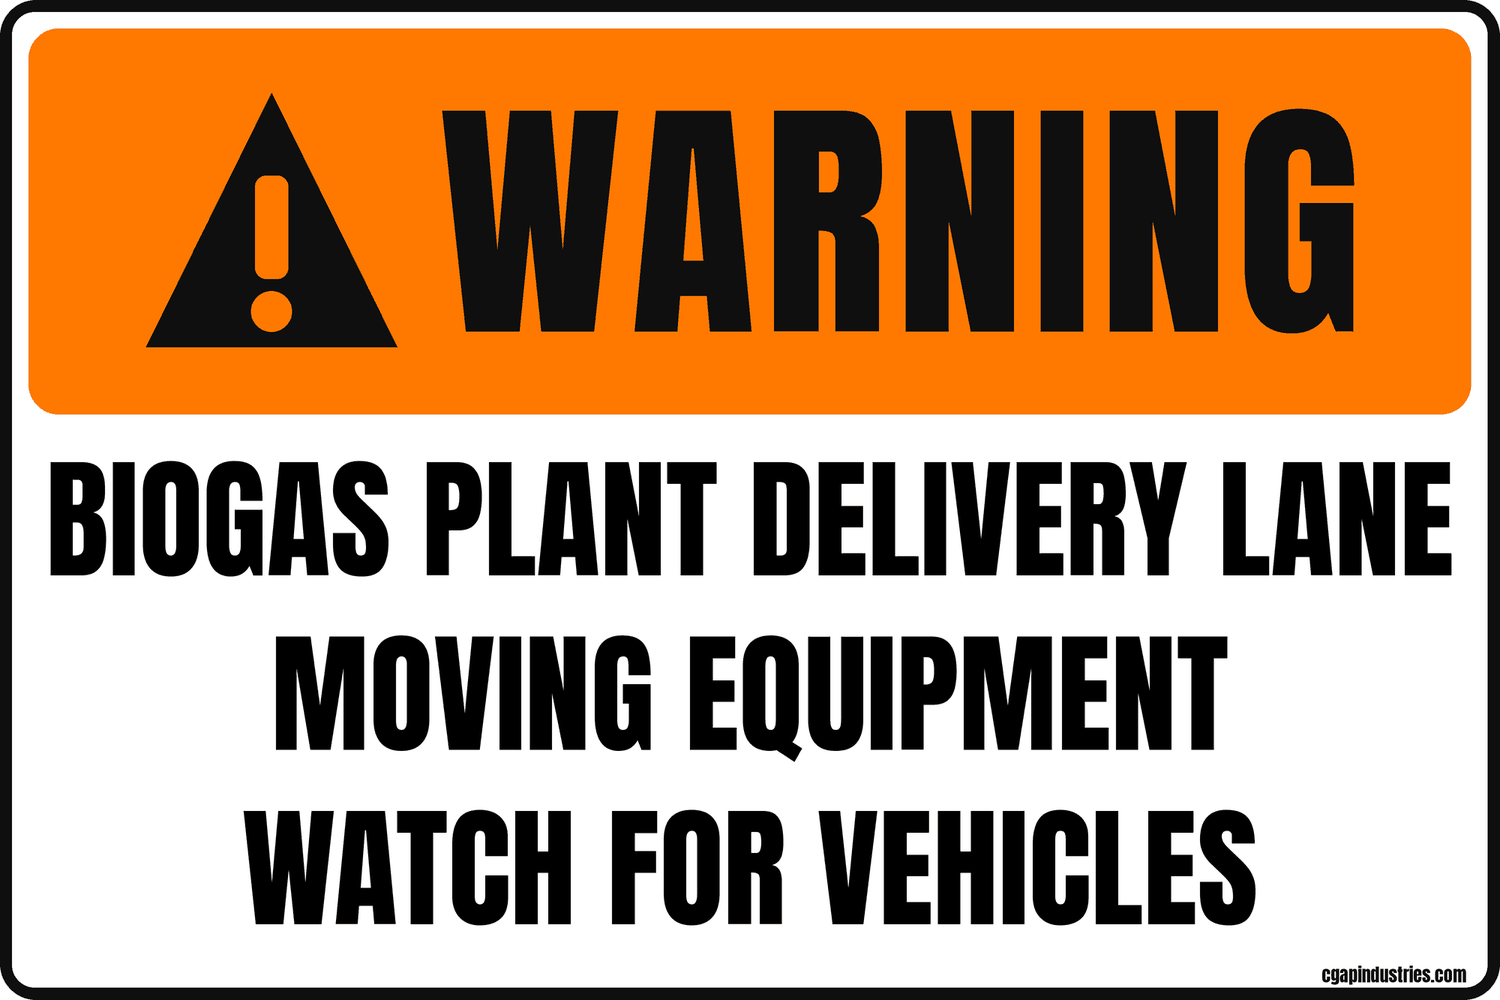 WARNING
BIOGAS PLANT DELIVERY LANE
MOVING EQUIPMENT
WATCH FOR VEHICLES
cgapindustries.com